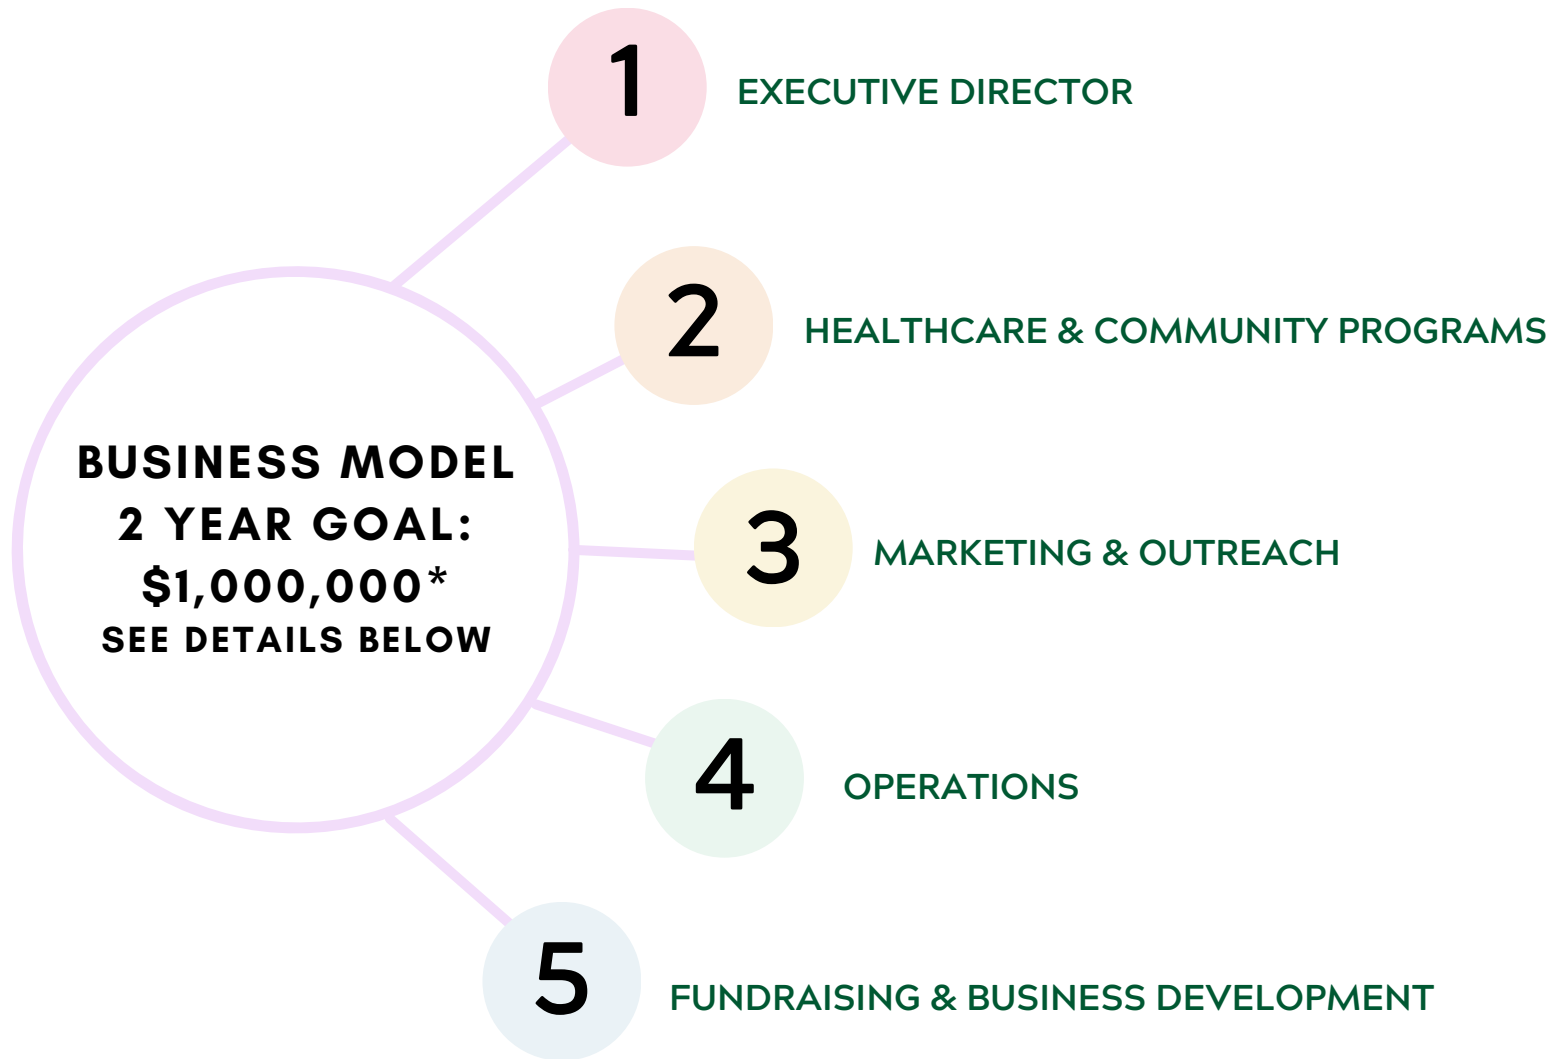 1
EXECUTIVE DIRECTOR
2
HEALTHCARE & COMMUNITY PROGRAMS
BUSINESS MODEL
2 YEAR GOAL:
$1,000,000*
SEE DETAILS BELOW
3
MARKETING & OUTREACH
4
OPERATIONS
5
FUNDRAISING & BUSINESS DEVELOPMENT